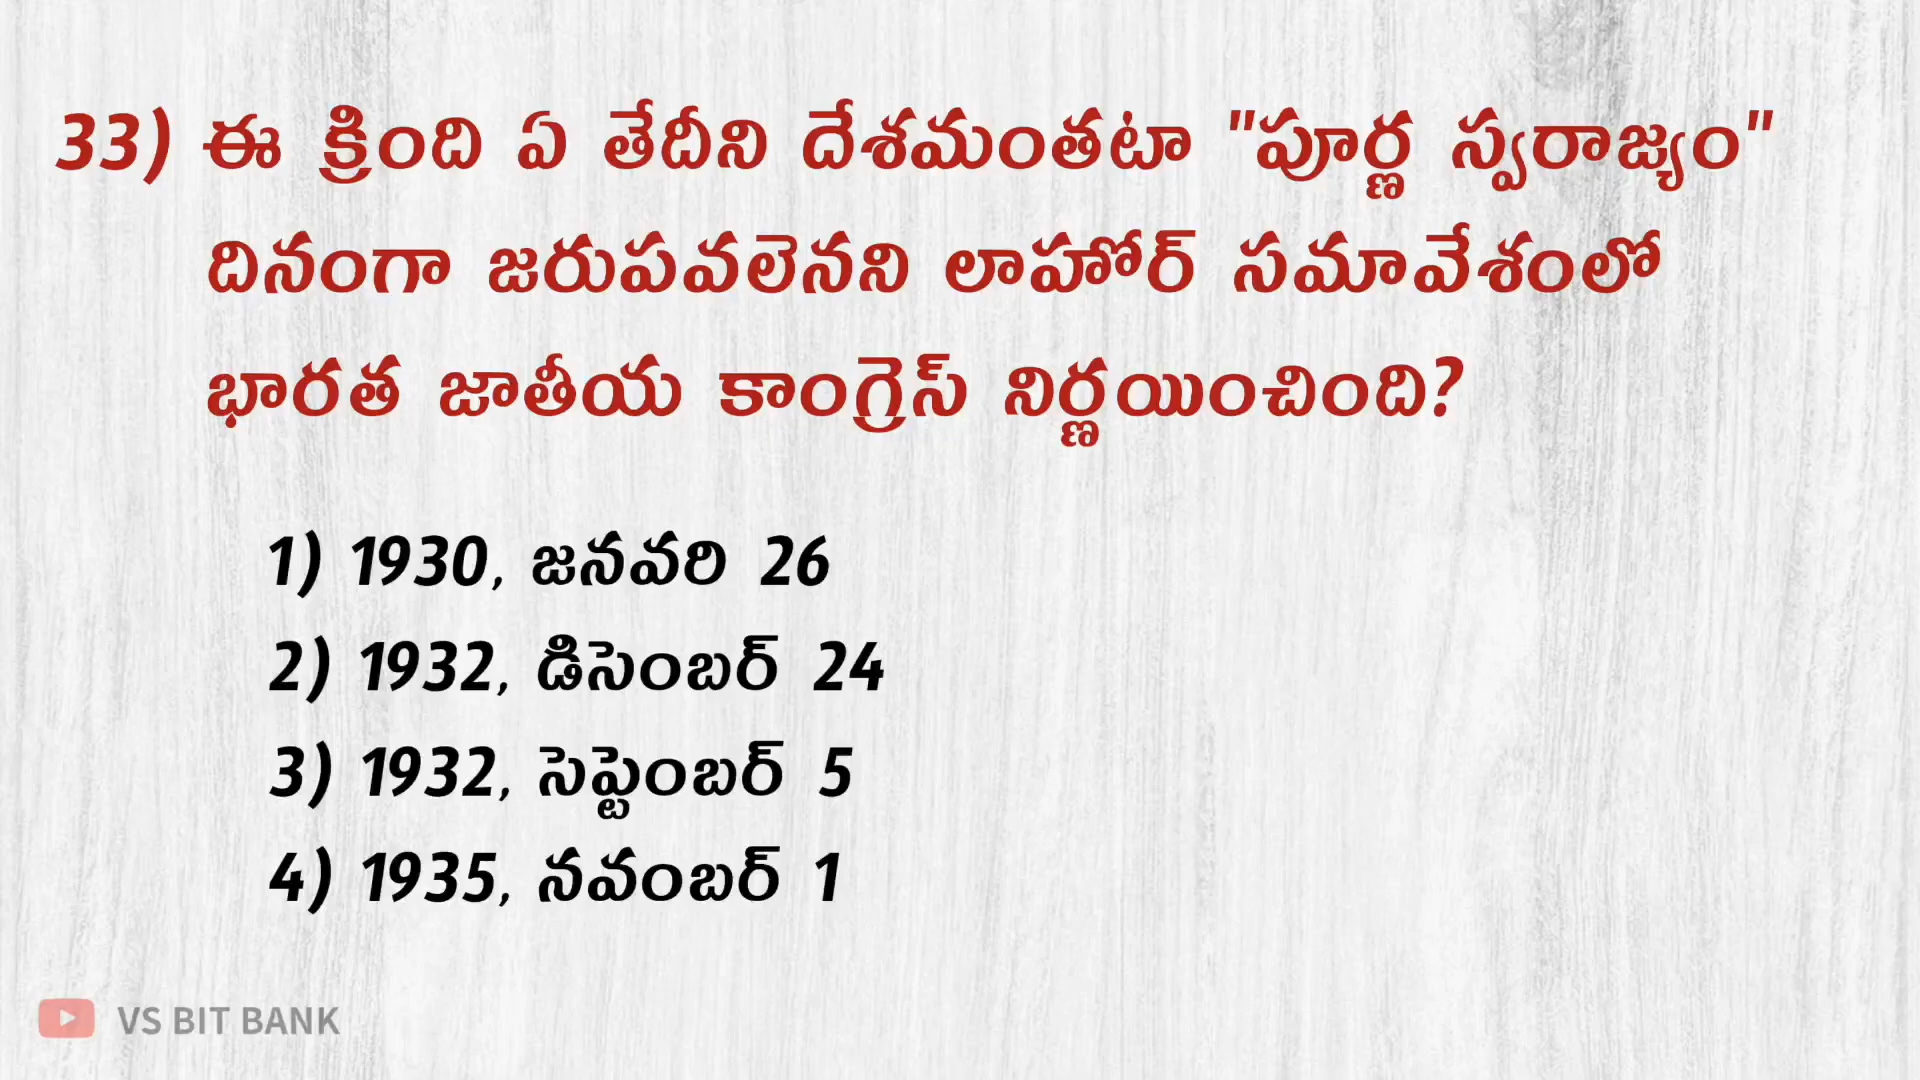 33) ఈ క్రింది ఏ తేదీని దేశమంతటా "పూర్ణ స్వరాజ్యం"
దినంగా జరుపవలెనని లాహోర్ సమావేశంలో
భారత జాతీయ కాంగ్రెస్ నిర్ణయించింది?
1) 1930, జనవరి 26
2) 1932, డిసెంబర్ 24
3) 1932, సెప్టెంబర్ 5
4) 1935, నవంబర్ 1
VS BIT BANK